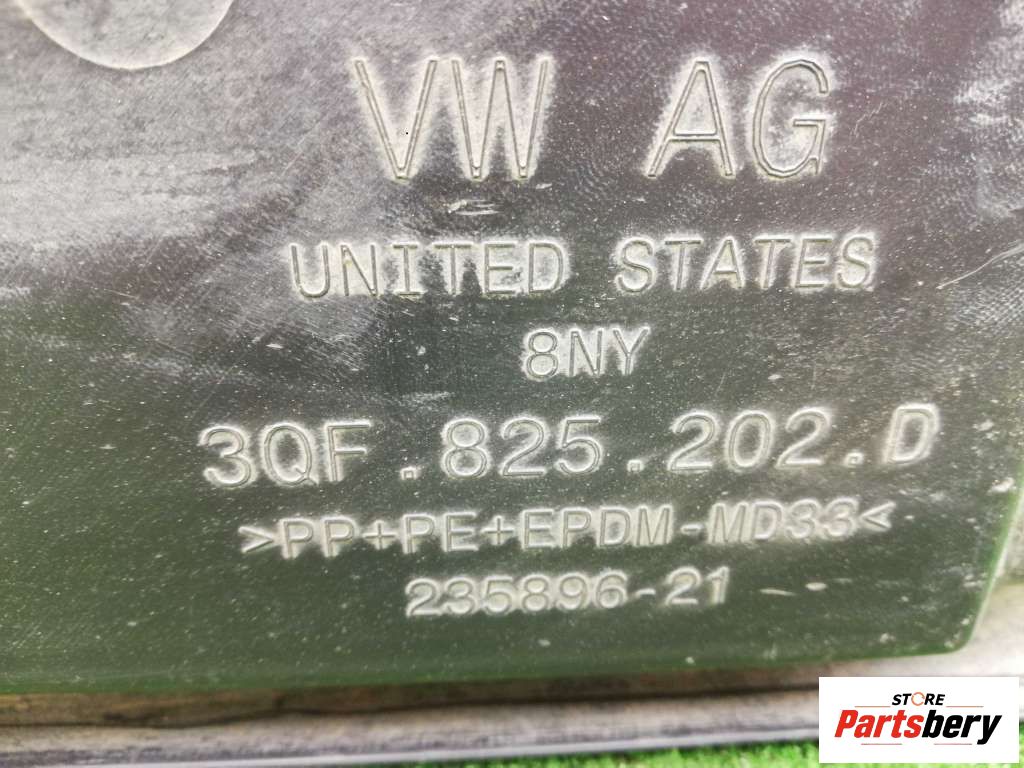 VW AG
UNITED STATES
8NY
3QF.825.202.D
>PP+PE+EPDM-MD33<
235896-21
STORE
Partsbery